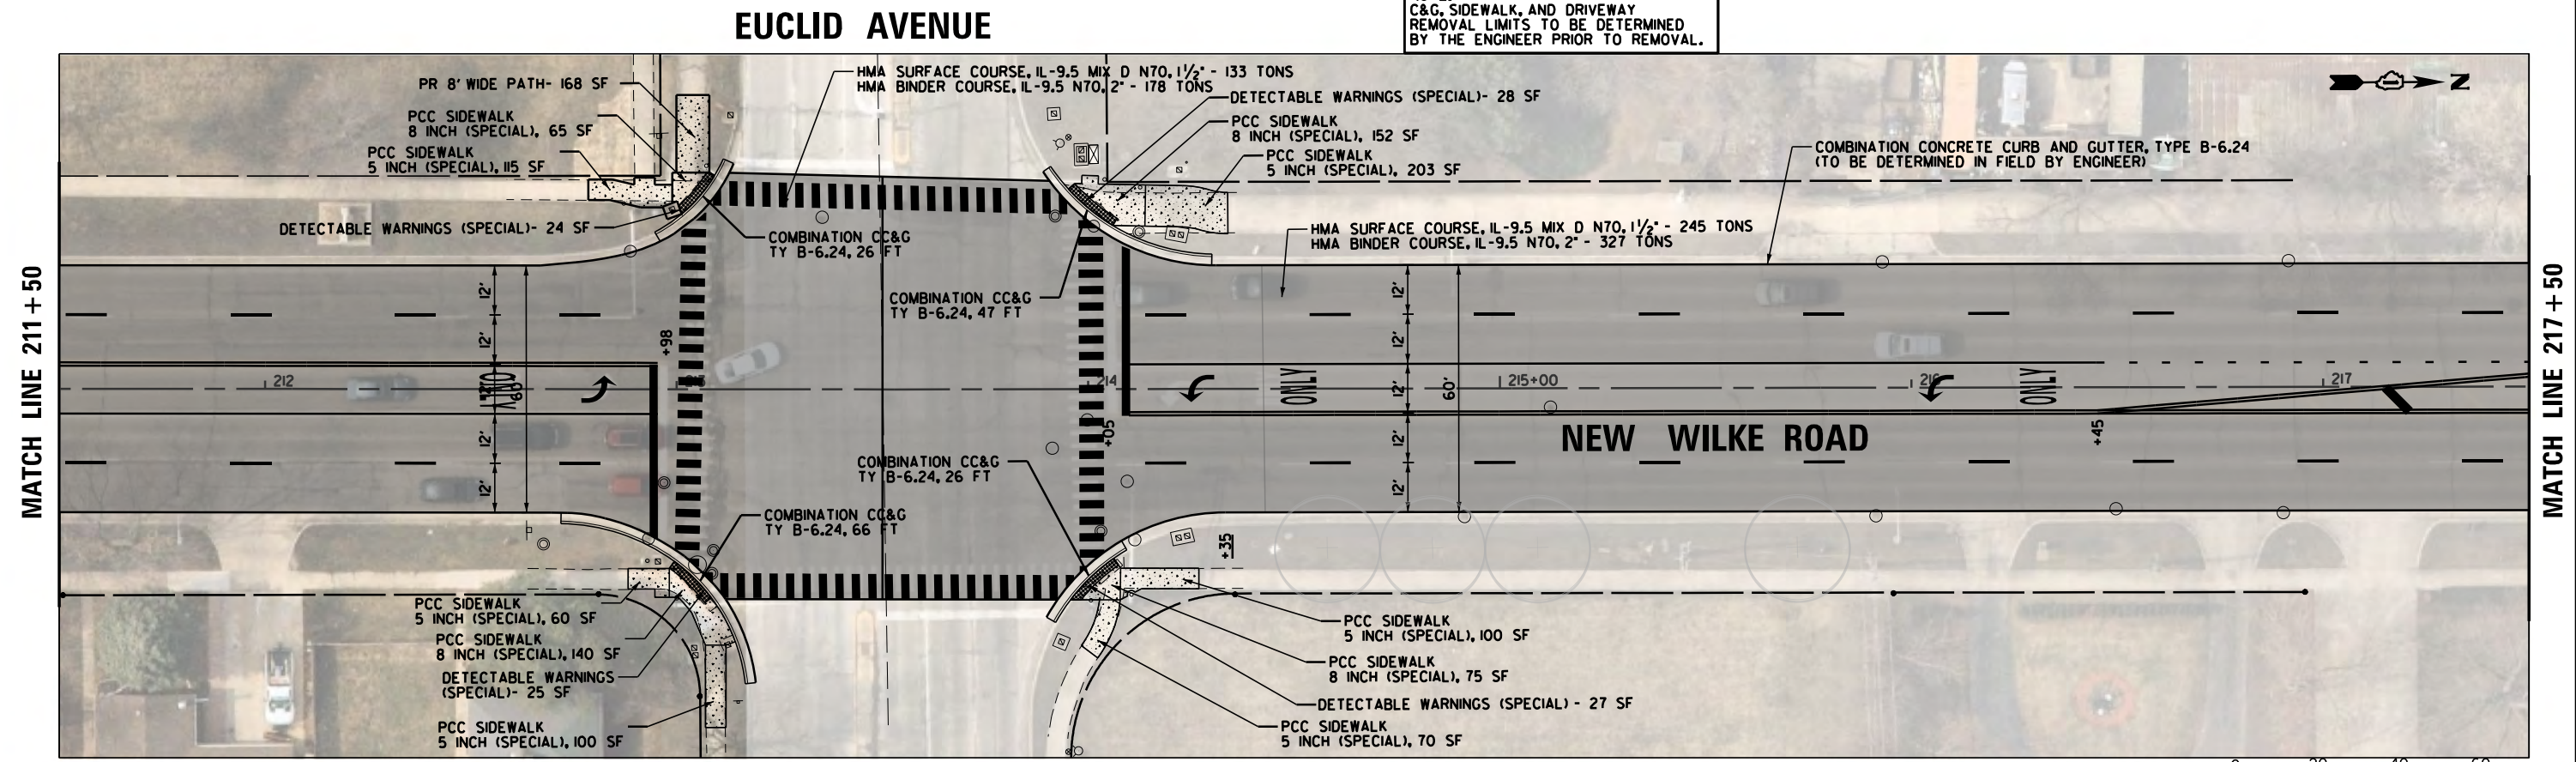 EUCLID AVENUE
C&G, SIDEWALK, AND DRIVEWAY
REMOVAL LIMITS TO BE DETERMINED
BY THE ENGINEER PRIOR TO REMOVAL.
PR 8' WIDE PATH- 168 SF
PCC SIDEWALK
8 INCH (SPECIAL), 65 SF
PCC SIDEWALK
5 INCH (SPECIAL), 115 SF
DETECTABLE WARNINGS (SPECIAL)- 24 SF
HMA SURFACE COURSE, IL-9.5 MIX D N70, 1½" - 133 TONS
HMA BINDER COURSE, IL-9.5 N70, 2" - 178 TONS
DETECTABLE WARNINGS (SPECIAL)- 28 SF
PCC SIDEWALK
8 INCH (SPECIAL), 152 SF
PCC SIDEWALK
5 INCH (SPECIAL), 203 SF
COMBINATION CONCRETE CURB AND GUTTER, TYPE B-6.24
(TO BE DETERMINED IN FIELD BY ENGINEER)
N
HMA SURFACE COURSE, IL-9.5 MIX D N70, 1½" - 245 TONS
HMA BINDER COURSE, IL-9.5 N70, 2" - 327 TONS
COMBINATION CC&G
TY B-6.24, 26 FT
COMBINATION CC&G
TY B-6.24, 47 FT
MATCH LINE 211+50
12'
12'
12'
12'
60'
212
ONLY
+98
213
214
+05
12'
12'
12'
12'
12'
60'
ONLY
215+00
216
ONLY
217
+45
MATCH LINE 217+50
NEW WILKE ROAD
COMBINATION CC&G
TY B-6.24, 26 FT
COMBINATION CC&G
TY B-6.24, 66 FT
+35
PCC SIDEWALK
5 INCH (SPECIAL), 60 SF
PCC SIDEWALK
8 INCH (SPECIAL), 140 SF
DETECTABLE WARNINGS
(SPECIAL)- 25 SF
PCC SIDEWALK
5 INCH (SPECIAL), 100 SF
PCC SIDEWALK
5 INCH (SPECIAL), 100 SF
PCC SIDEWALK
8 INCH (SPECIAL), 75 SF
DETECTABLE WARNINGS (SPECIAL) - 27 SF
PCC SIDEWALK
5 INCH (SPECIAL), 70 SF